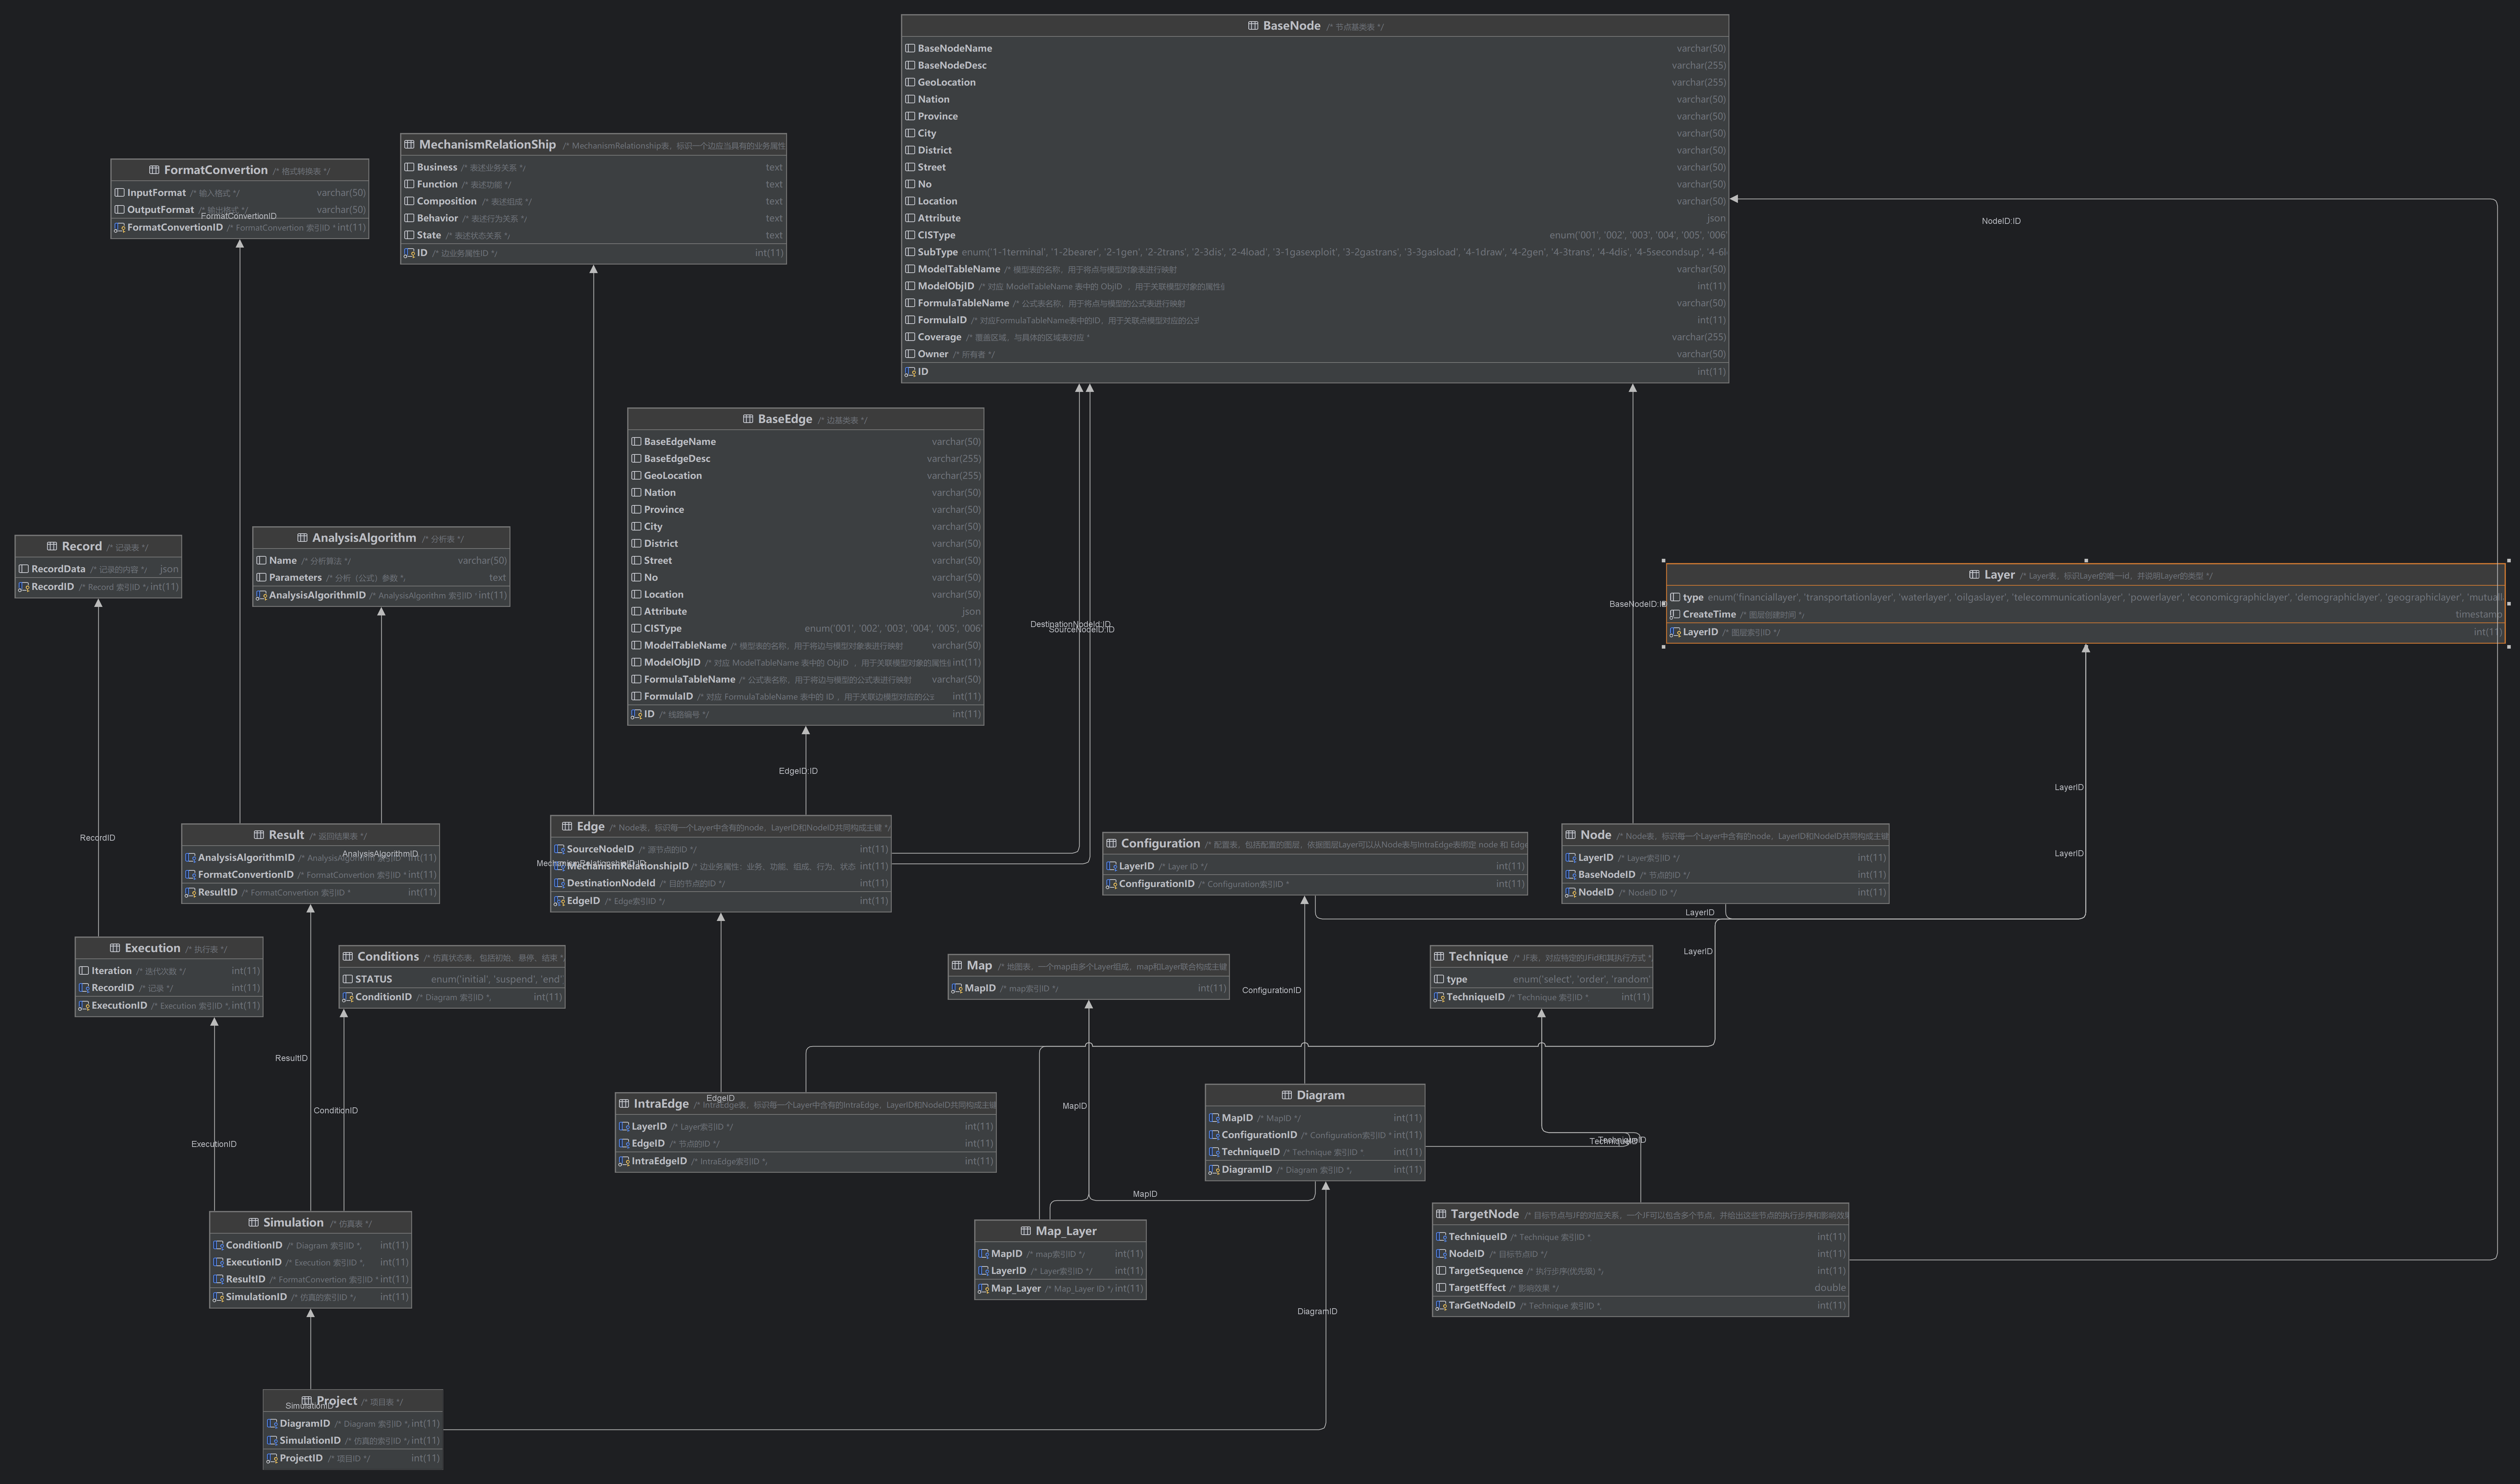 BaseNode /* 节点基类表 */
BaseNodeName varchar(50)
BaseNodeDesc varchar(255)
GeoLocation varchar(255)
Nation varchar(50)
Province varchar(50)
City varchar(50)
District varchar(50)
Street varchar(50)
No varchar(50)
Location varchar(50)
Attribute json
CISType enum('001', '002', '003', '004', '005', '006'
SubType enum('1-1terminal', '1-2bearer', '2-1gen', '2-2trans', '2-3dis', '2-4load', '3-1gasexploit', '3-2gastrans', '3-3gasload', '4-1draw', '4-2gen', '4-3trans', '4-4dis', '4-5secondsup', '4-6l
ModelTableName /* 模型表的名称，用于将点与模型对象表进行映射 varchar(50)
ModelObjID /* 对应 ModelTableName 表中的 ObjID ，用于关联模型对象的属性值 int(11)
FormulaTableName /* 公式表名称，用于将点与模型的公式表进行映射 varchar(50)
FormulaID /* 对应FormulaTableName表中的ID，用于关联点模型对应的公式 int(11)
Coverage /* 覆盖区域，与具体的区域表对应 * varchar(255)
Owner /* 所有者 */ varchar(50)
ID int(11)
MechanismRelationShip /* MechanismRelationship表，标识一个边应当具有的业务属性
Business /* 表述业务关系 */ text
Function /* 表述功能 */ text
Composition /* 表述组成 */ text
Behavior /* 表述行为关系 */ text
State /* 表述状态关系 */ text
ID /* 边业务属性ID */ int(11)
FormatConvertion /* 格式转换表 */
InputFormat /* 输入格式 */ varchar(50)
OutputFormat /* 输出格式 */ varchar(50)
FormatConvertionID
FormatConvertionID /* FormatConvertion 索引ID * int(11)
NodeID:ID
BaseEdge /* 边基类表 */
BaseEdgeName varchar(50)
BaseEdgeDesc varchar(255)
GeoLocation varchar(255)
Nation varchar(50)
Province varchar(50)
City varchar(50)
District varchar(50)
Street varchar(50)
No varchar(50)
Location varchar(50)
Attribute json
CISType enum('001', '002', '003', '004', '005', '006'
ModelTableName /* 模型表的名称，用于将边与模型对象表进行映射 varchar(50)
ModelObjID /* 对应 ModelTableName 表中的 ObjID ，用于关联模型对象的属性值 int(11)
FormulaTableName /* 公式表名称，用于将边与模型的公式表进行映射 varchar(50)
FormulaID /* 对应 FormulaTableName 表中的 ID ，用于关联边模型对应的公式 int(11)
ID /* 线路编号 */ int(11)
Record /* 记录表 */
RecordData /* 记录的内容 */ json
RecordID /* Record 索引ID */ int(11)
AnalysisAlgorithm /* 分析表 */
Name /* 分析算法 */ varchar(50)
Parameters /* 分析（公式）参数 *, text
AnalysisAlgorithmID /* AnalysisAlgorithm 索引ID * int(11)
DestinationNodeId:ID
SourceNodeID:ID
BaseNodeID:ID
Layer /* Layer表，标识Layer的唯一id，并说明Layer的类型 */
type enum('financiallayer', 'transportationlayer', 'waterlayer', 'oilgaslayer', 'telecommunicationlayer', 'powerlayer', 'economicgraphiclayer', 'demographiclayer', 'geographiclayer', 'mutuall
CreateTime /* 图层创建时间 */ timestamp
LayerID /* 图层索引ID */ int(11)
EdgeID:ID
LayerID
RecordID
LayerID
Result /* 返回结果表 */
AnalysisAlgorithmID
AnalysisAlgorithmID /* AnalysisAlgorithm 索引ID * int(11)
FormatConvertionID /* FormatConvertion 索引ID * int(11)
ResultID /* FormatConvertion 索引ID * int(11)
Edge /* Node表，标识每一个Layer中含有的node，LayerID和NodeID共同构成主键 */
SourceNodeID /* 源节点的ID */ int(11)
MechanismRelationshipID:ID
MechanismRelationshipID /* 边业务属性：业务、功能、组成、行为、状态 int(11)
DestinationNodeId /* 目的节点的ID */ int(11)
EdgeID /* Edge索引ID */ int(11)
Configuration /* 配置表，包括配置的图层，依据图层Layer可以从Node表与IntraEdge表绑定 node 和 Edge
LayerID /* Layer ID */ int(11)
ConfigurationID /* Configuration索引ID * int(11)
Node /* Node表，标识每一个Layer中含有的node，LayerID和NodeID共同构成主键
LayerID /* Layer索引ID */ int(11)
BaseNodeID /* 节点的ID */ int(11)
NodeID /* NodeID ID */ int(11)
LayerID
LayerID
Execution /* 执行表 */
Iteration /* 迭代次数 */ int(11)
RecordID /* 记录 */ int(11)
ExecutionID /* Execution 索引ID *, int(11)
Conditions /* 仿真状态表，包括初始、悬停、结束 *,
STATUS enum('initial', 'suspend', 'end'
ConditionID /* Diagram 索引ID *, int(11)
Map /* 地图表，一个map由多个Layer组成，map和Layer联合构成主键
MapID /* map索引ID */ int(11)
ConfigurationID
Technique /* JF表，对应特定的JFid和其执行方式 *,
type enum('select', 'order', 'random'
TechniqueID /* Technique 索引ID * int(11)
ResultID
ConditionID
ExecutionID
EdgeID
IntraEdge /* IntraEdge表，标识每一个Layer中含有的IntraEdge，LayerID和NodeID共同构成主键
LayerID /* Layer索引ID */ int(11)
EdgeID /* 节点的ID */ int(11)
IntraEdgeID /* IntraEdge索引ID *, int(11)
MapID
Diagram
MapID /* MapID */ int(11)
ConfigurationID /* Configuration索引ID * int(11)
TechniqueID /* Technique 索引ID * int(11)
DiagramID /* Diagram 索引ID *, int(11)
TechniqueID
TechniqueID
MapID
Simulation /* 仿真表 */
ConditionID /* Diagram 索引ID *, int(11)
ExecutionID /* Execution 索引ID *, int(11)
ResultID /* FormatConvertion 索引ID * int(11)
SimulationID /* 仿真的索引ID */ int(11)
Map_Layer
MapID /* map索引ID */ int(11)
LayerID /* Layer索引ID */ int(11)
Map_Layer /* Map_Layer ID */ int(11)
TargetNode /* 目标节点与JF的对应关系，一个JF可以包含多个节点，并给出这些节点的执行步序和影响效果
TechniqueID /* Technique 索引ID * int(11)
NodeID /* 目标节点ID */ int(11)
TargetSequence /* 执行步序(优先级) *, int(11)
TargetEffect /* 影响效果 */ double
TarGetNodeID /* Technique 索引ID *, int(11)
DiagramID
Project /* 项目表 */
SimulationID
DiagramID /* Diagram 索引ID *, int(11)
SimulationID /* 仿真的索引ID */ int(11)
ProjectID /* 项目ID */ int(11)